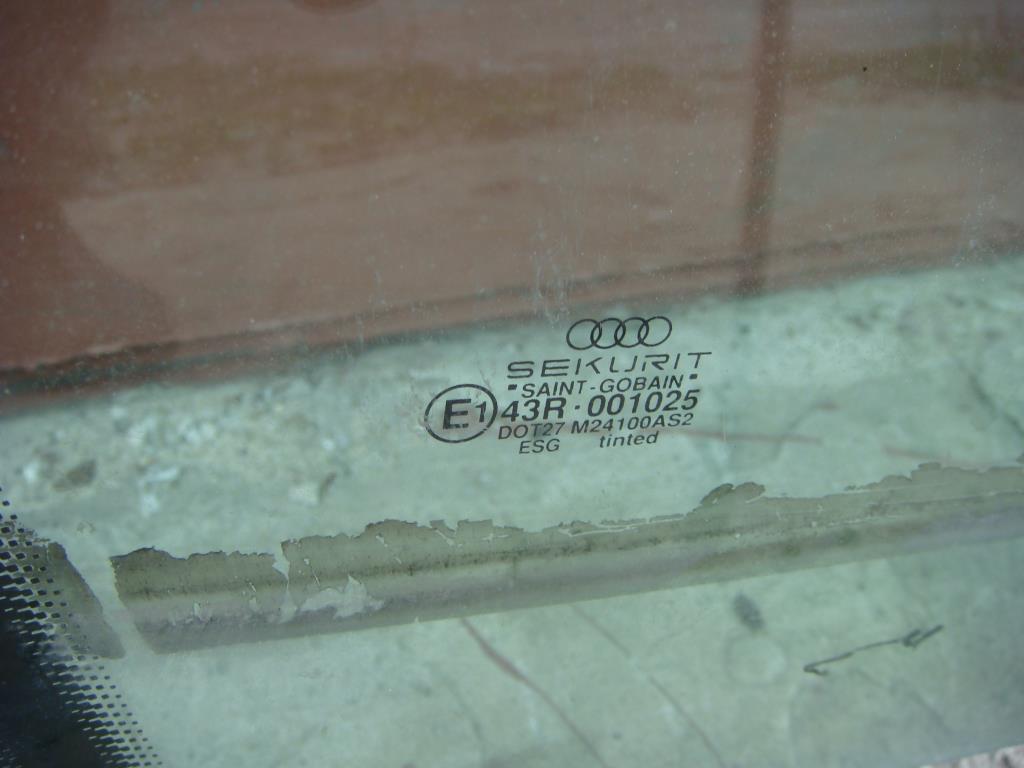 SEKURIT
"SAINT-GOBAIN"
E1 43R·001025
DOT27 M24100AS2
ESG tinted